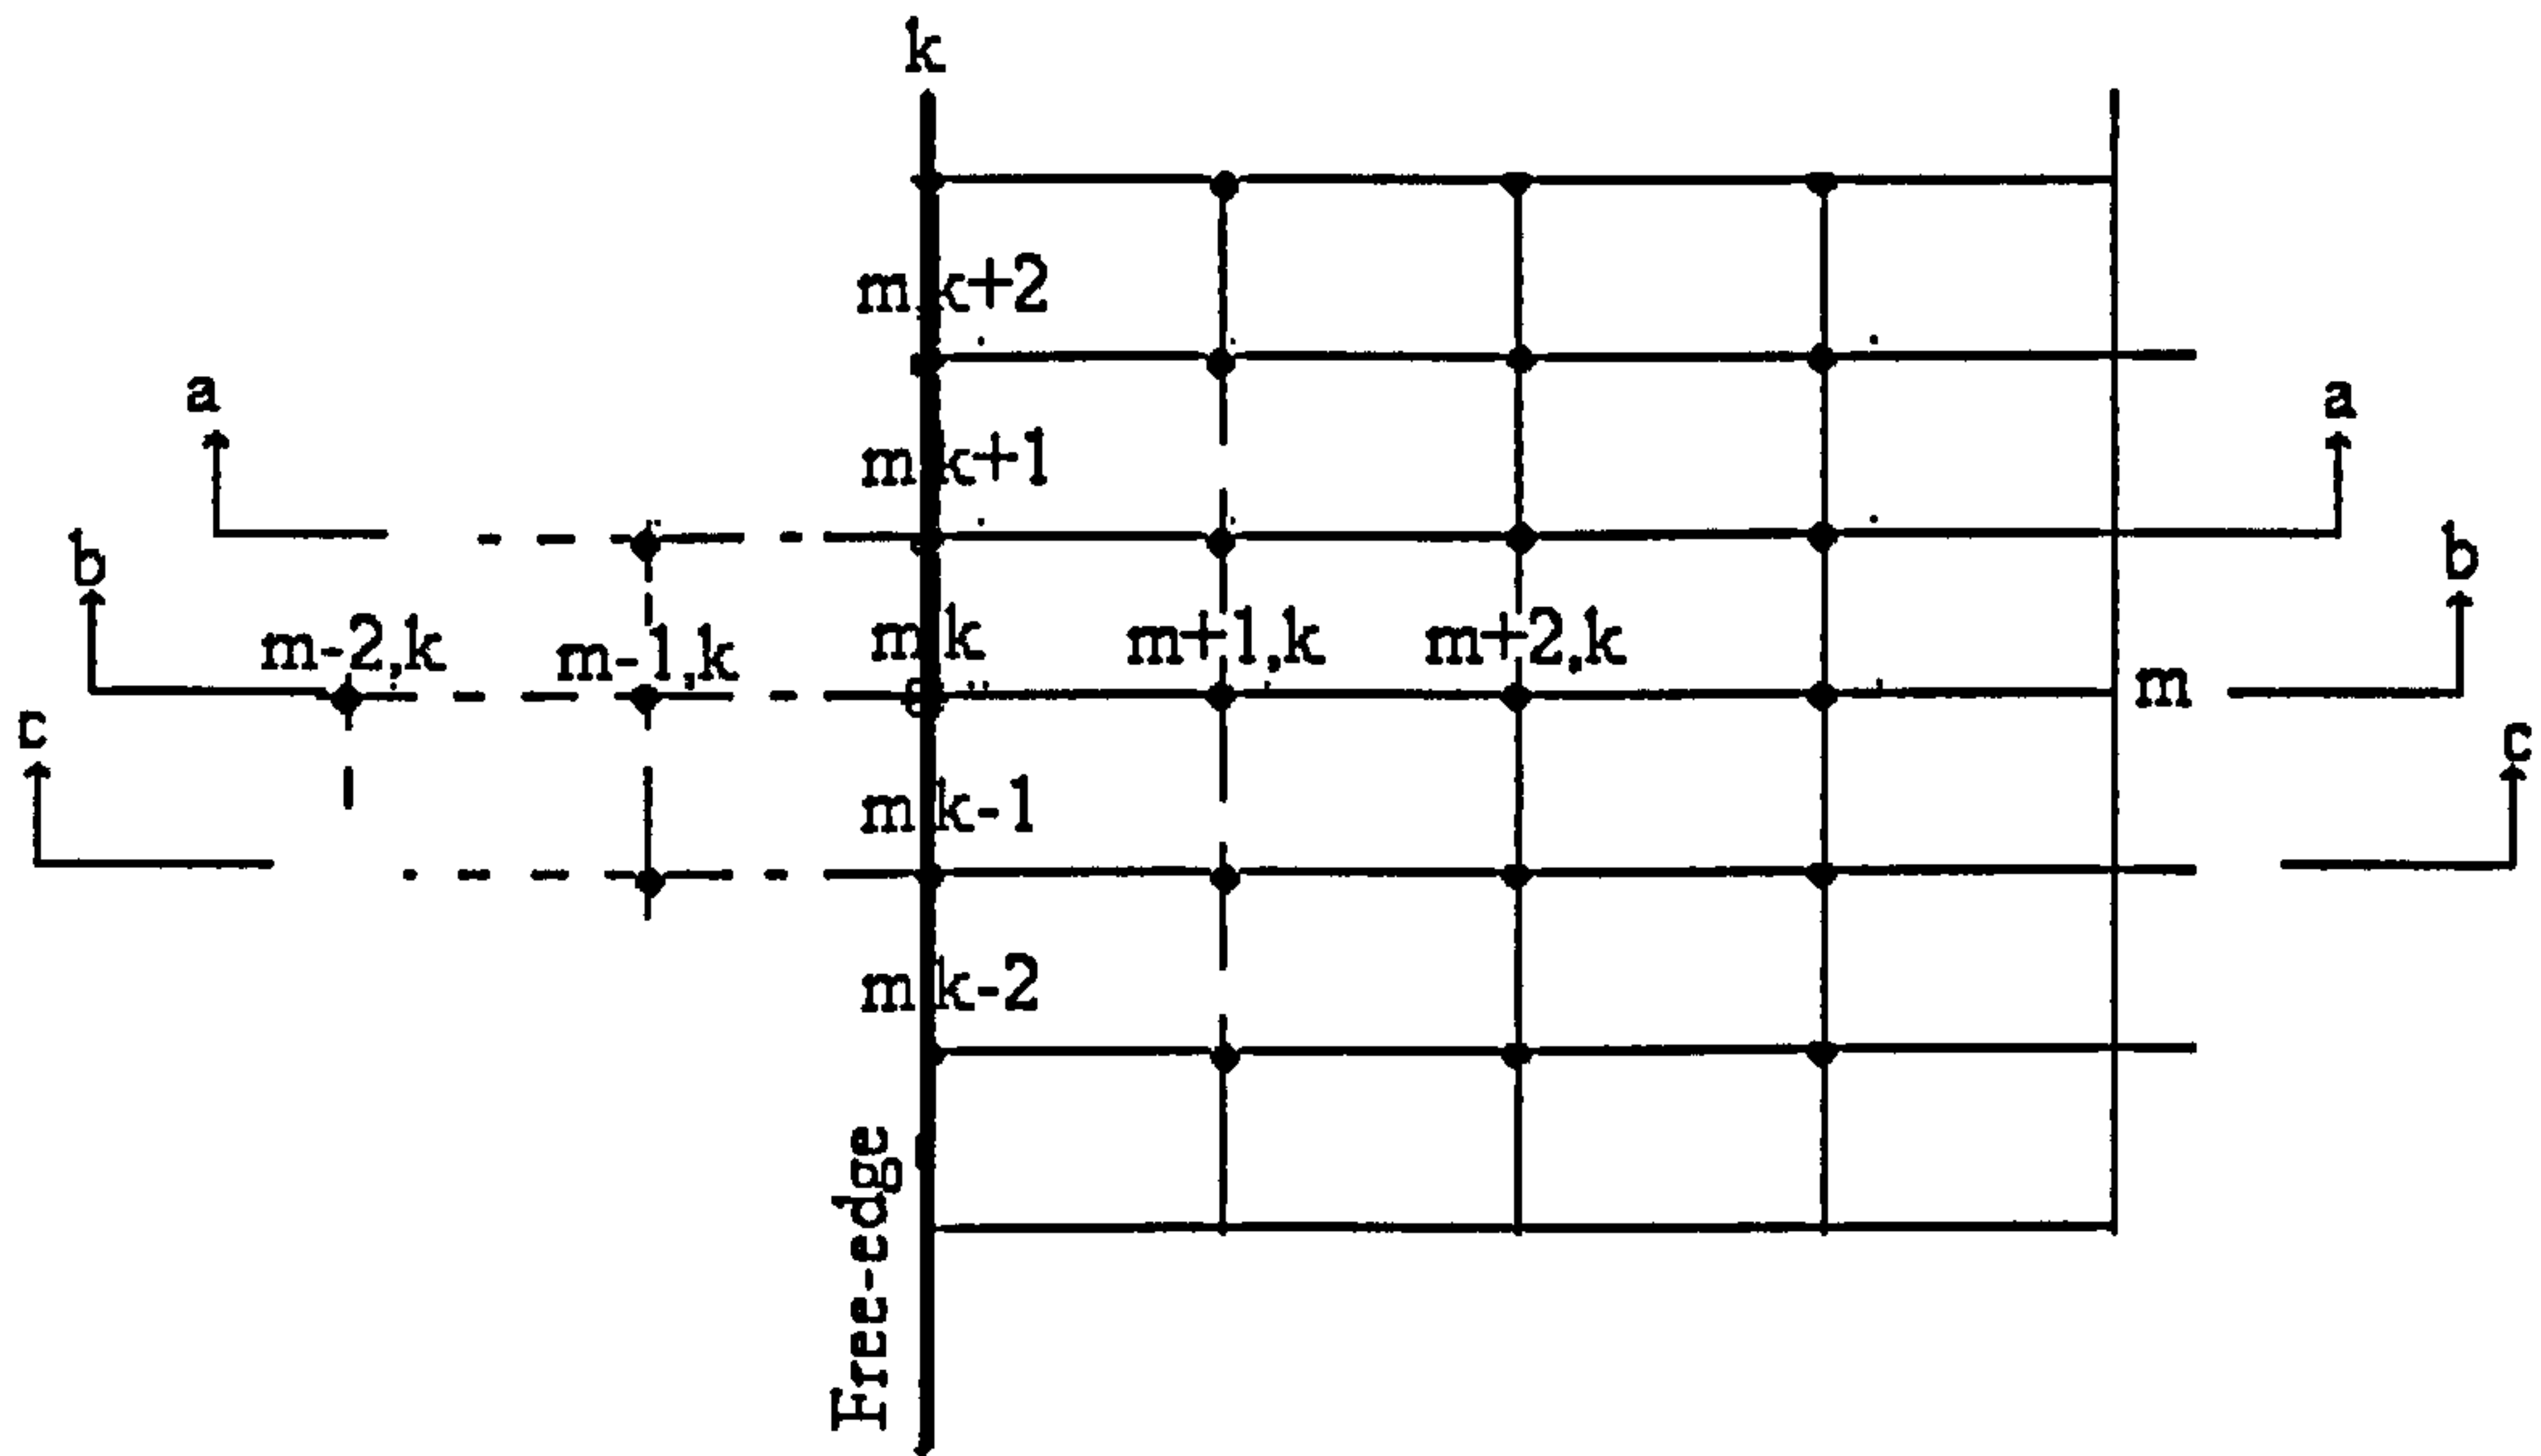 k
m,k+2
a a
m,k+1
b b
m-2,k m-1,k m,k m+1,k m+2,k
m
c c
m,k-1
m,k-2
Free-edge